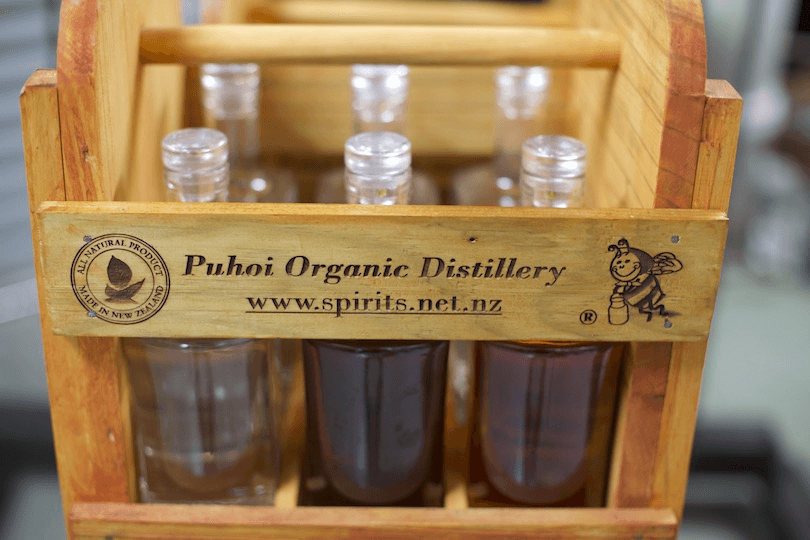 ALL NATURAL PRODUCT
MADE IN NEW ZEALAND
Puhoi Organic Distillery
www.spirits.net.nz
®